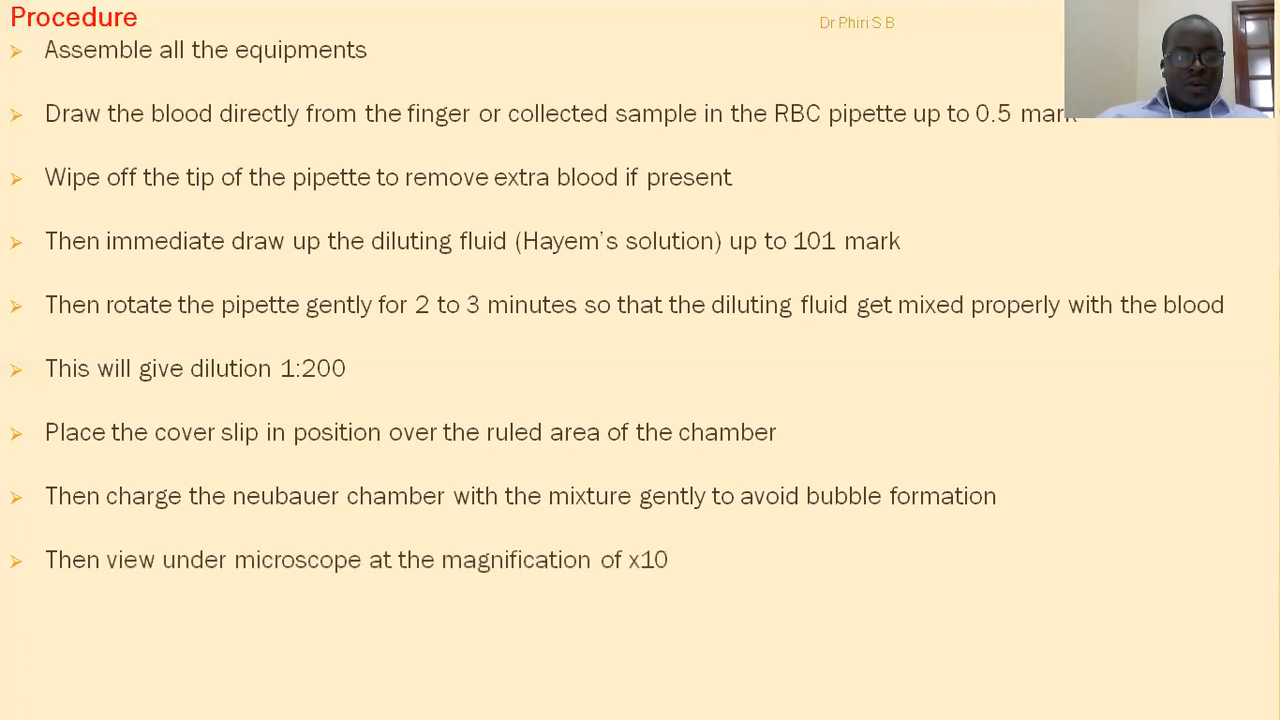 Procedure
Dr Phiri S B
Assemble all the equipments
Draw the blood directly from the finger or collected sample in the RBC pipette up to 0.5 mark
Wipe off the tip of the pipette to remove extra blood if present
Then immediate draw up the diluting fluid (Hayem's solution) up to 101 mark
Then rotate the pipette gently for 2 to 3 minutes so that the diluting fluid get mixed properly with the blood
This will give dilution 1:200
Place the cover slip in position over the ruled area of the chamber
Then charge the neubauer chamber with the mixture gently to avoid bubble formation
Then view under microscope at the magnification of x10